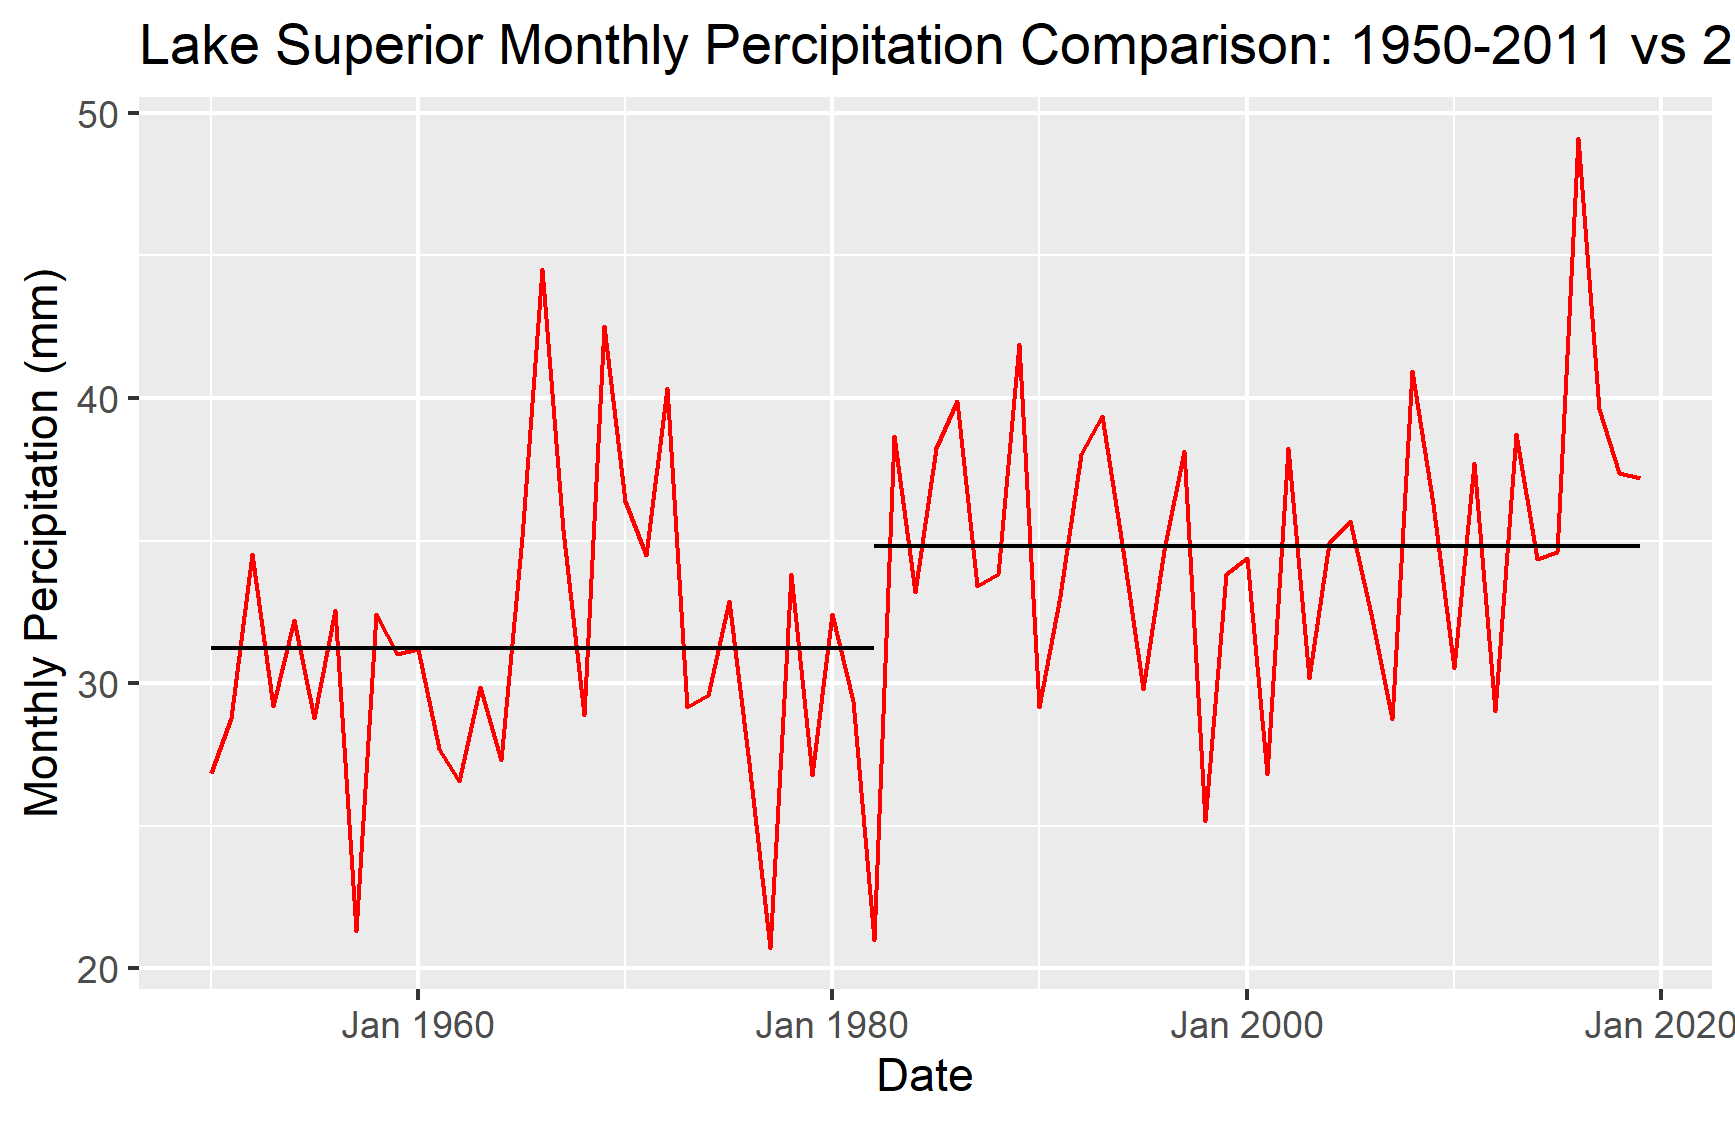 Lake Superior Monthly Percipitation Comparison: 1950-2011 vs 2
Monthly Percipitation (mm)
50
40
30
20
Jan 1960
Jan 1980
Jan 2000
Jan 2020
Date